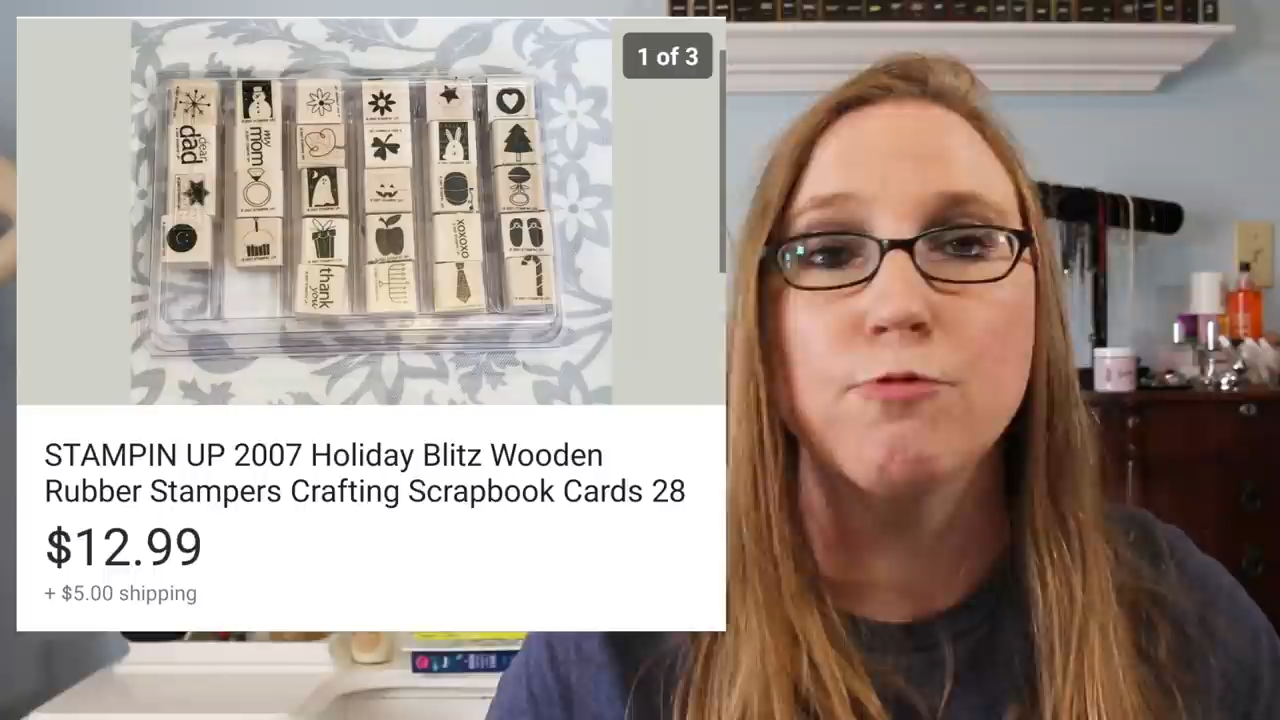 1 of 3
dear
dad
my
mom
xoxoxo
thank
you
STAMPIN UP 2007 Holiday Blitz Wooden
Rubber Stampers Crafting Scrapbook Cards 28
$12.99
+ $5.00 shipping